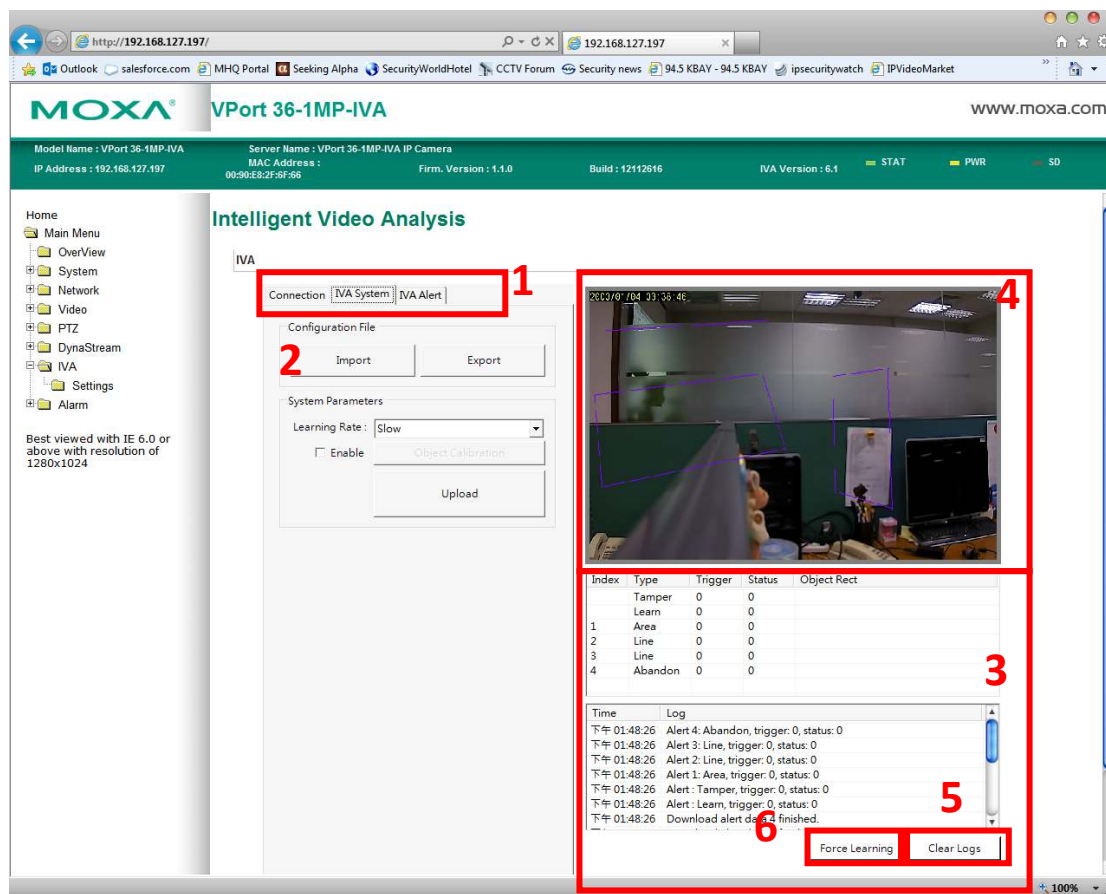 http://192.168.127.197/
192.168.127.197
Outlook salesforce.com MHQ Portal Seeking Alpha SecurityWorldHotel CCTV Forum Security news 94.5 KBAY - 94.5 KBAY ipsecuritywatch IPVideoMarket
MOXA® VPort 36-1MP-IVA www.moxa.com
Model Name : VPort 36-1MP-IVA Server Name : VPort 36-1MP-IVA IP Camera
IP Address : 192.168.127.197 MAC Address : 00:90:E8:2F:6F:66 Firm. Version : 1.1.0 Build : 12112616 IVA Version : 6.1 STAT PWR SD
Home
Main Menu
OverView
System
Network
Video
PTZ
DynaStream
IVA
Settings
Alarm
Best viewed with IE 6.0 or
above with resolution of
1280x1024
Intelligent Video Analysis
IVA
1
Connection IVA System IVA Alert
Configuration File
2
Import Export
System Parameters
Learning Rate : Slow
Enable Object Calibration
Upload
4
Index Type Trigger Status Object Rect
Tamper 0 0
Learn 0 0
1 Area 0 0
2 Line 0 0
3 Line 0 0
4 Abandon 0 0
3
Time Log
下午 01:48:26 Alert 4: Abandon, trigger: 0, status: 0
下午 01:48:26 Alert 3: Line, trigger: 0, status: 0
下午 01:48:26 Alert 2: Line, trigger: 0, status: 0
下午 01:48:26 Alert 1: Area, trigger: 0, status: 0
下午 01:48:26 Alert : Tamper, trigger: 0, status: 0
下午 01:48:26 Alert : Learn, trigger: 0, status: 0
下午 01:48:26 Download alert data 4 finished.
5
6
Force Learning Clear Logs
100%